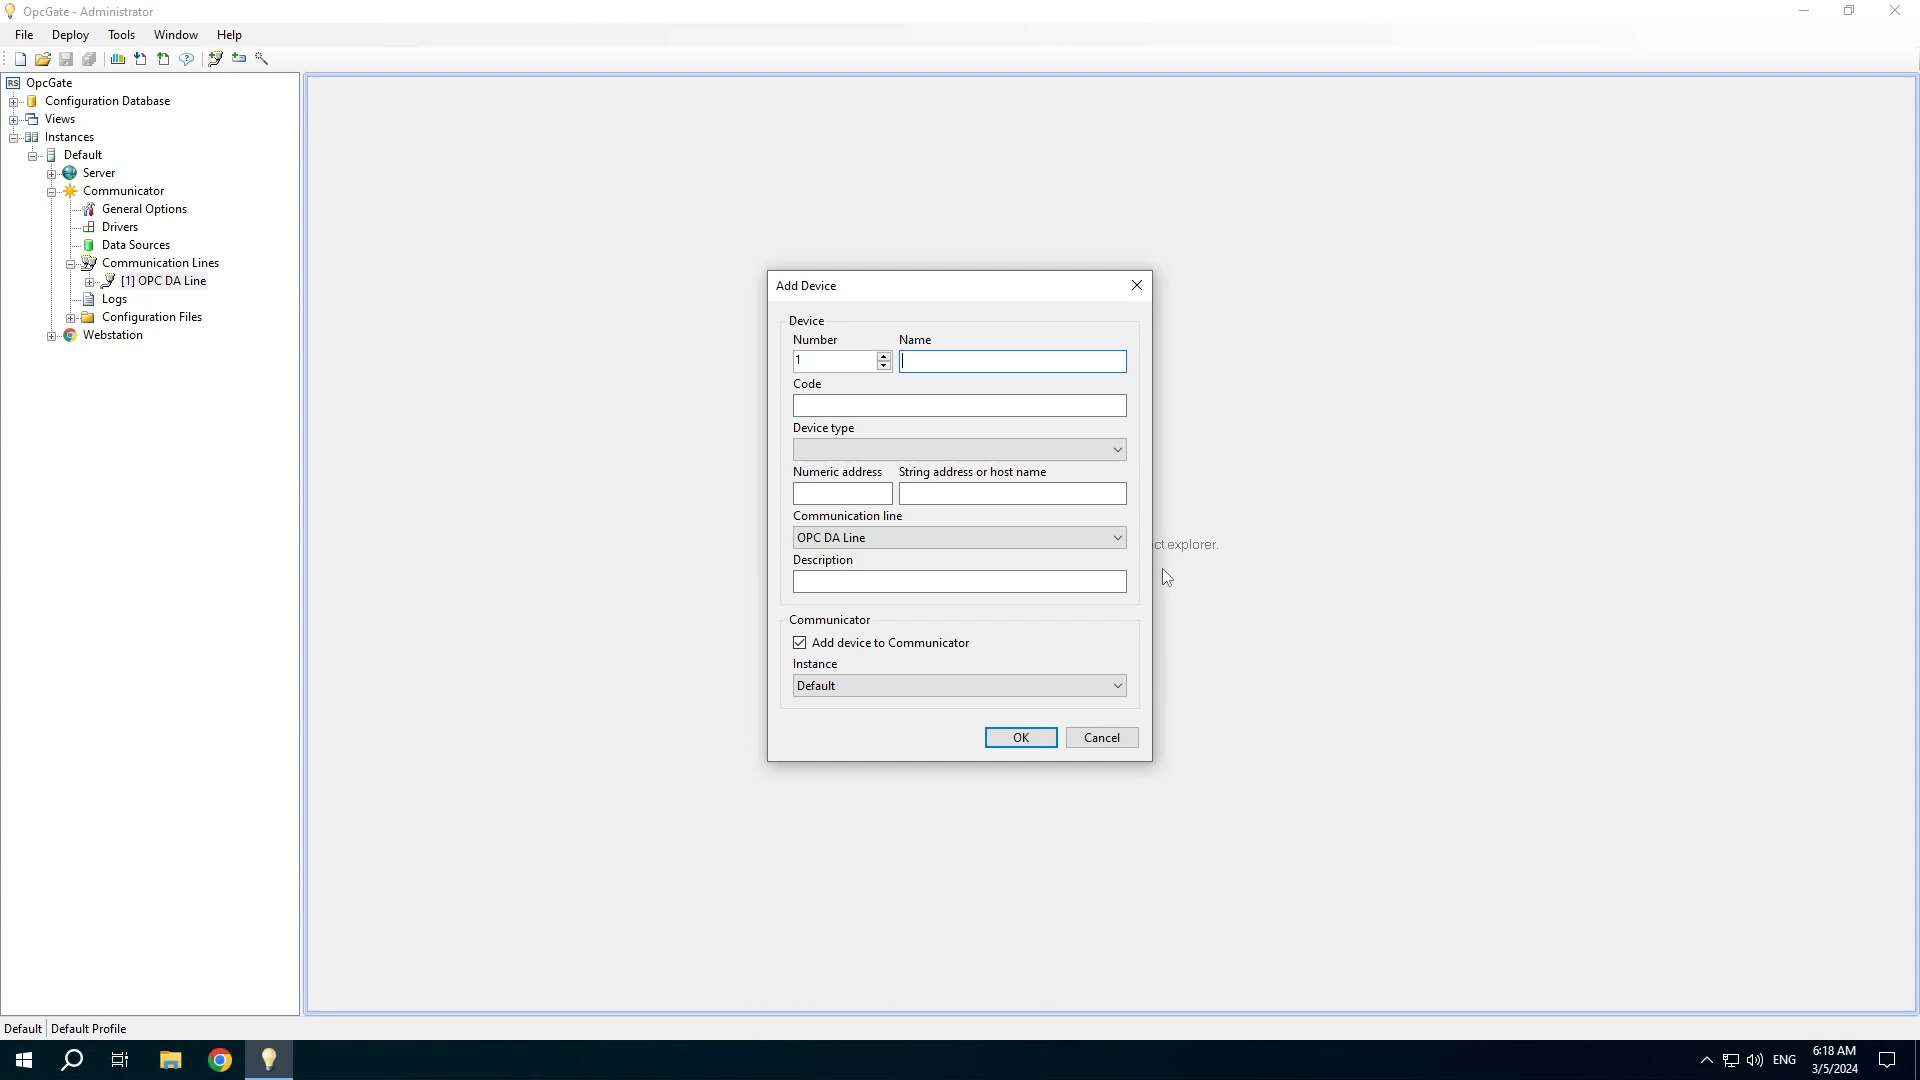 OpcGate - Administrator
File Deploy Tools Window Help
RS OpcGate
Configuration Database
Views
Instances
Default
Server
Communicator
General Options
Drivers
Data Sources
Communication Lines
[1] OPC DA Line
Logs
Configuration Files
Webstation
Add Device
Device
Number Name
1
Code
Device type
Numeric address String address or host name
Communication line
OPC DA Line
ct explorer.
Description
Communicator
Add device to Communicator
Instance
Default
OK Cancel
Default Default Profile
ENG
6:18 AM
3/5/2024